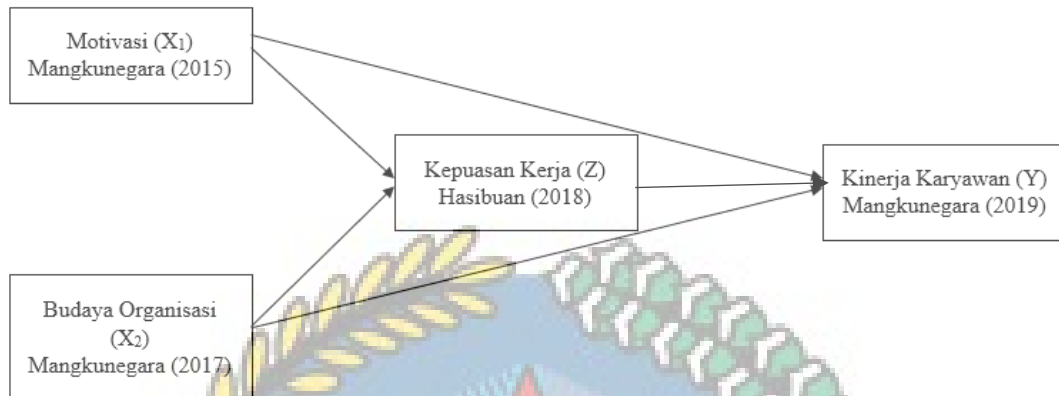 Motivasi (X₁)
Mangkunegara (2015)
Kepuasan Kerja (Z)
Hasibuan (2018)
Kinerja Karyawan (Y)
Mangkunegara (2019)
Budaya Organisasi
(X₂)
Mangkunegara (2017)